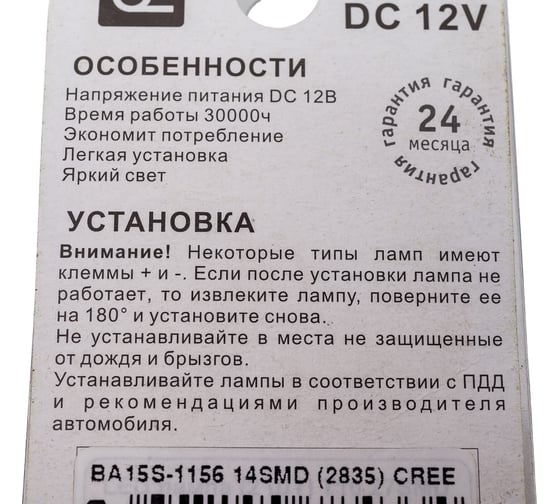 DC 12V
ОСОБЕННОСТИ
Напряжение питания DC 12В
Время работы 30000ч
Экономит потребление
Легкая установка
Яркий свет
гарантия гарантия гарантия гарантия
24
месяца
УСТАНОВКА
Внимание! Некоторые типы ламп имеют
клеммы + и -. Если после установки лампа не
работает, то извлеките лампу, поверните ее
на 180° и установите снова.
Не устанавливайте в места не защищенные
от дождя и брызгов.
Устанавливайте лампы в соответствии с ПДД
и рекомендациями производителя
автомобиля.
BA15S-1156 14SMD (2835) CREE